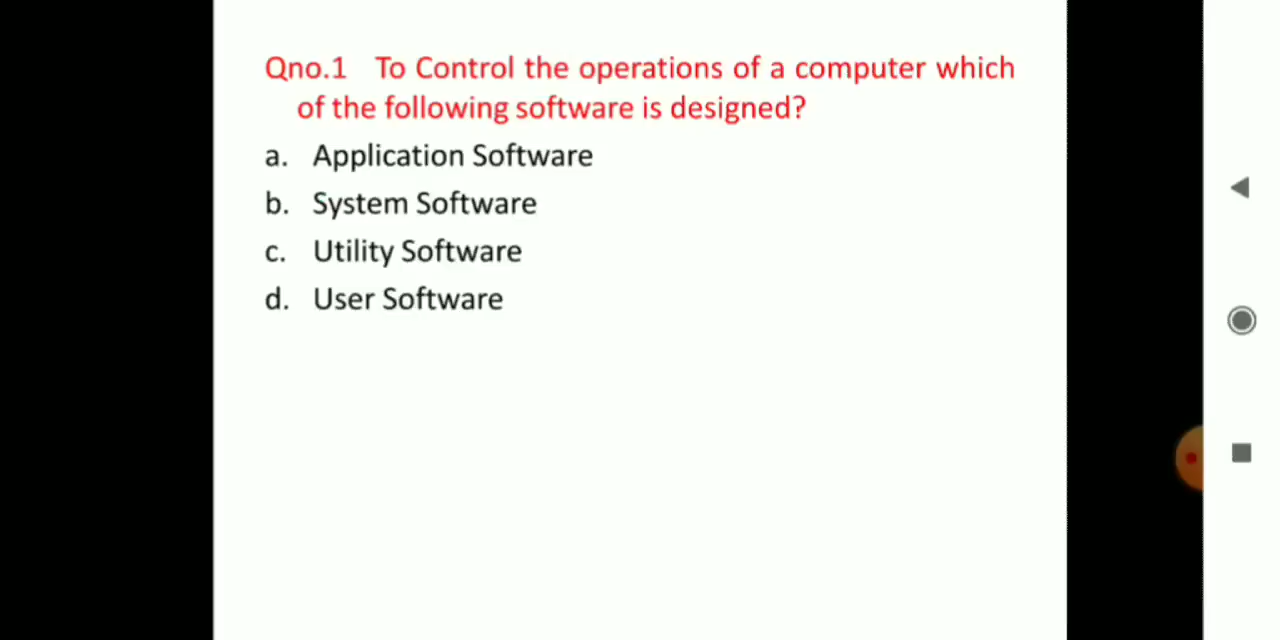 Qno.1 To Control the operations of a computer which
of the following software is designed?
a. Application Software
b. System Software
c. Utility Software
d. User Software